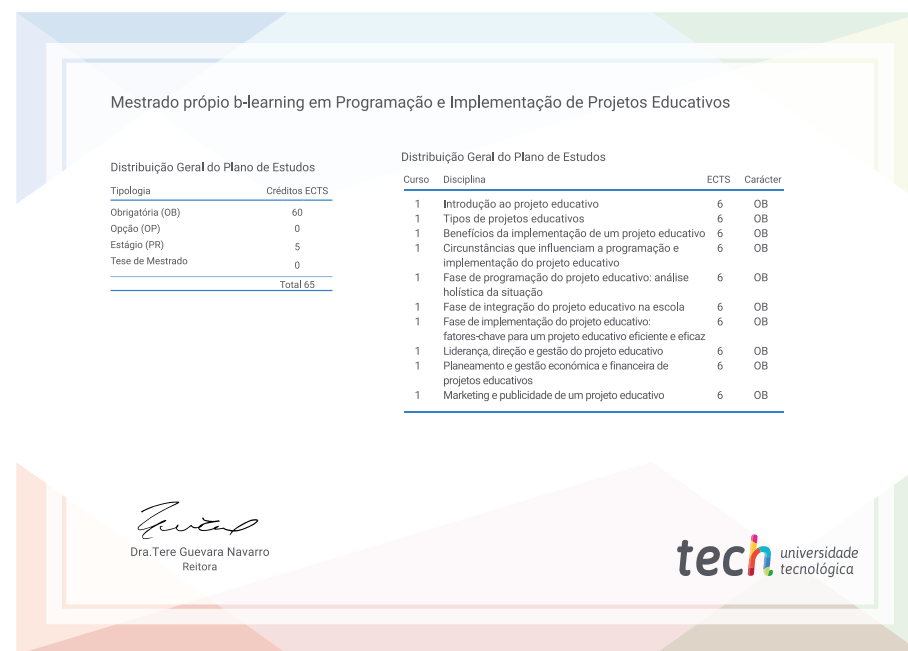 Mestrado própio b-learning em Programação e Implementação de Projetos Educativos
Distribuição Geral do Plano de Estudos
Tipologia Créditos ECTS
Obrigatória (OB) 60
Opção (OP) 0
Estágio (PR) 5
Tese de Mestrado 0
Total 65
Distribuição Geral do Plano de Estudos
Curso Disciplina ECTS Carácter
1 Introdução ao projeto educativo 6 OB
1 Tipos de projetos educativos 6 OB
1 Benefícios da implementação de um projeto educativo 6 OB
1 Circunstâncias que influenciam a programação e 6 OB
implementação do projeto educativo
1 Fase de programação do projeto educativo: análise 6 OB
holística da situação
1 Fase de integração do projeto educativo na escola 6 OB
1 Fase de implementação do projeto educativo: 6 OB
fatores-chave para um projeto educativo eficiente e eficaz
1 Liderança, direção e gestão do projeto educativo 6 OB
1 Planeamento e gestão económica e financeira de 6 OB
projetos educativos
1 Marketing e publicidade de um projeto educativo 6 OB
Dra.Tere Guevara Navarro
Reitora
tech universidade
tecnológica